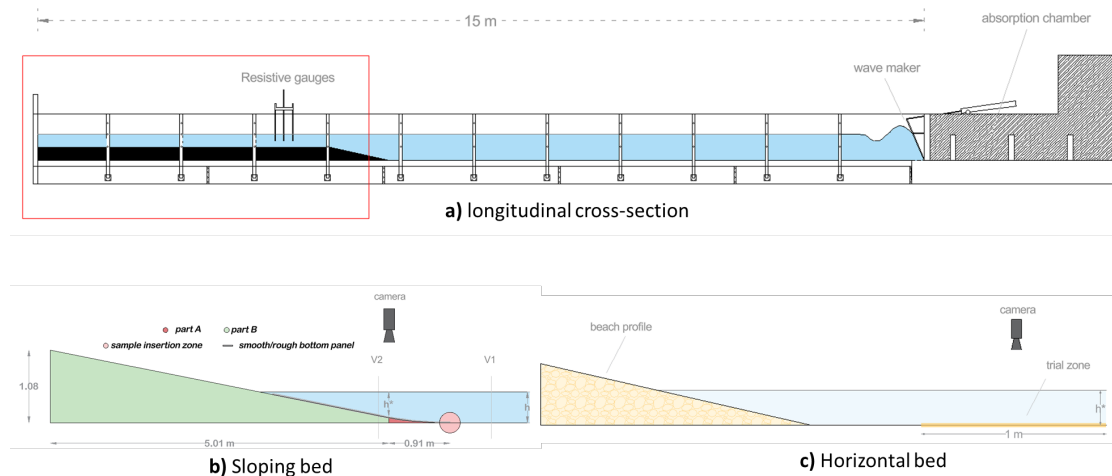 15 m
absorption chamber
wave maker
Resistive gauges
a) longitudinal cross-section
camera
part A
part B
sample insertion zone
smooth/rough bottom panel
V2
V1
1.08
h*
h
5.01 m
0.91 m
b) Sloping bed
camera
beach profile
trial zone
h*
1 m
c) Horizontal bed